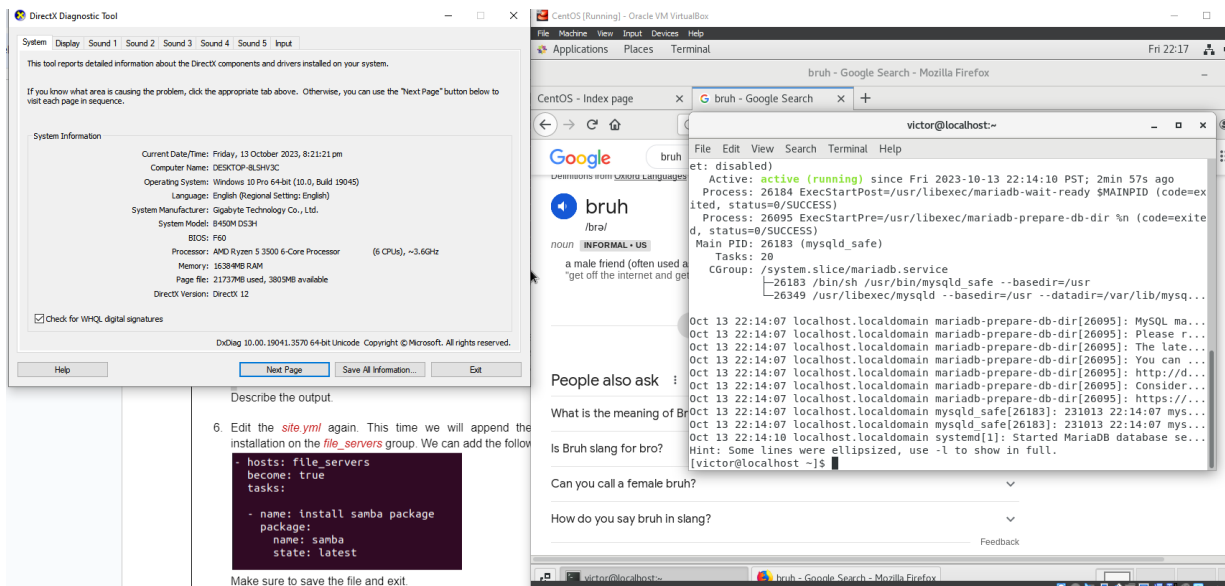 DirectX Diagnostic Tool
System Display Sound 1 Sound 2 Sound 3 Sound 4 Sound 5 Input
This tool reports detailed information about the DirectX components and drivers installed on your system.
If you know what area is causing the problem, click the appropriate tab above. Otherwise, you can use the "Next Page" button below to
visit each page in sequence.
System Information
Current Date/Time: Friday, 13 October 2023, 8:21:21 pm
Computer Name: DESKTOP-8LSHV3C
Operating System: Windows 10 Pro 64-bit (10.0, Build 19045)
Language: English (Regional Setting: English)
System Manufacturer: Gigabyte Technology Co., Ltd.
System Model: B450M DS3H
BIOS: F60
Processor: AMD Ryzen 5 3500 6-Core Processor (6 CPUs), ~3.6GHz
Memory: 16384MB RAM
Page file: 21737MB used, 3805MB available
DirectX Version: DirectX 12
Check for WHQL digital signatures
DxDiag 10.00.19041.3570 64-bit Unicode Copyright © Microsoft. All rights reserved.
Help Next Page Save All Information... Exit
Describe the output.
6. Edit the site.yml again. This time we will append the
installation on the file_servers group. We can add the follow
- hosts: file_servers
become: true
tasks:
- name: install samba package
package:
name: samba
state: latest
Make sure to save the file and exit.
CentOS [Running] - Oracle VM VirtualBox
File Machine View Input Devices Help
Applications Places Terminal Fri 22:17
bruh - Google Search - Mozilla Firefox
CentOS - Index page × G bruh - Google Search × +
Google bruh
Definitions from Oxford Languages
bruh
/brə/
noun INFORMAL • US
a male friend (often used a
"get off the internet and get
People also ask
What is the meaning of Br
Is Bruh slang for bro?
Can you call a female bruh?
How do you say bruh in slang?
Feedback
victor@localhost:~
File Edit View Search Terminal Help
et: disabled)
Active: active (running) since Fri 2023-10-13 22:14:10 PST; 2min 57s ago
Process: 26184 ExecStartPost=/usr/libexec/mariadb-wait-ready $MAINPID (code=ex
ited, status=0/SUCCESS)
Process: 26095 ExecStartPre=/usr/libexec/mariadb-prepare-db-dir %n (code=exite
d, status=0/SUCCESS)
Main PID: 26183 (mysqld_safe)
Tasks: 20
CGroup: /system.slice/mariadb.service
├─26183 /bin/sh /usr/bin/mysqld_safe --basedir=/usr
└─26349 /usr/libexec/mysqld --basedir=/usr --datadir=/var/lib/mysq...
Oct 13 22:14:07 localhost.localdomain mariadb-prepare-db-dir[26095]: MySQL ma...
Oct 13 22:14:07 localhost.localdomain mariadb-prepare-db-dir[26095]: Please r...
Oct 13 22:14:07 localhost.localdomain mariadb-prepare-db-dir[26095]: The late...
Oct 13 22:14:07 localhost.localdomain mariadb-prepare-db-dir[26095]: You can ...
Oct 13 22:14:07 localhost.localdomain mariadb-prepare-db-dir[26095]: http://d...
Oct 13 22:14:07 localhost.localdomain mariadb-prepare-db-dir[26095]: Consider...
Oct 13 22:14:07 localhost.localdomain mariadb-prepare-db-dir[26095]: https://...
Oct 13 22:14:07 localhost.localdomain mysqld_safe[26183]: 231013 22:14:07 mys...
Oct 13 22:14:07 localhost.localdomain mysqld_safe[26183]: 231013 22:14:07 mys...
Oct 13 22:14:10 localhost.localdomain systemd[1]: Started MariaDB database se...
Hint: Some lines were ellipsized, use -l to show in full.
[victor@localhost ~]$
victor@localhost:~ bruh - Google Search - Mozilla Firefox